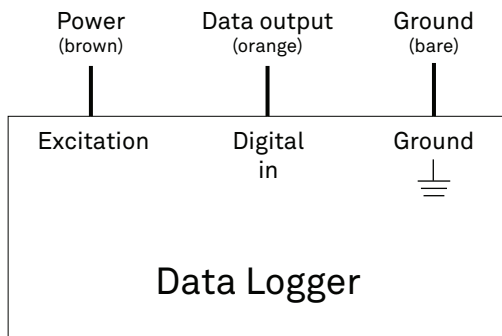 Power Data output Ground
(brown) (orange) (bare)
Excitation Digital in Ground
Data Logger